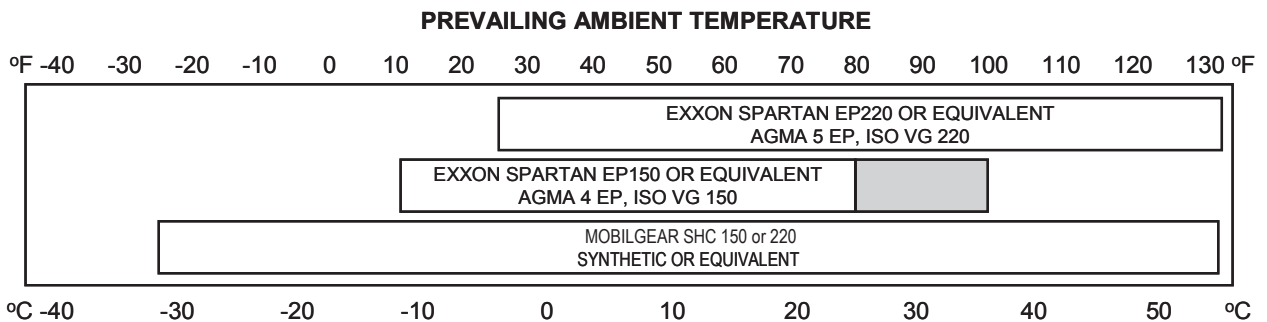 PREVAILING AMBIENT TEMPERATURE
ºF -40 -30 -20 -10 0 10 20 30 40 50 60 70 80 90 100 110 120 130 ºF
EXXON SPARTAN EP220 OR EQUIVALENT
AGMA 5 EP, ISO VG 220
EXXON SPARTAN EP150 OR EQUIVALENT
AGMA 4 EP, ISO VG 150
MOBILGEAR SHC 150 or 220
SYNTHETIC OR EQUIVALENT
ºC -40 -30 -20 -10 0 10 20 30 40 50 ºC